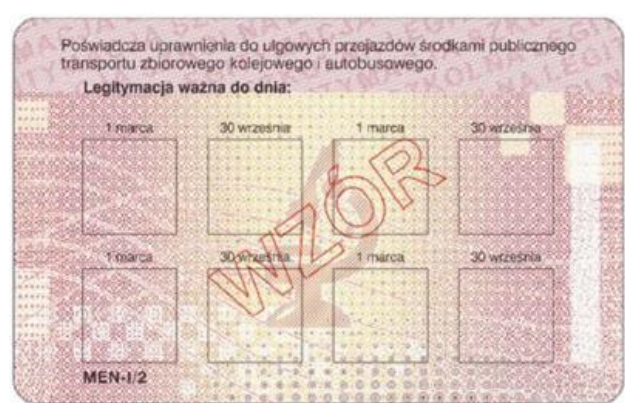 Poświadcza uprawnienia do ulgowych przejazdów środkami publicznego
transportu zbiorowego kolejowego i autobusowego.
Legitymacja ważna do dnia:
1 marca 30 września 1 marca 30 września
WZÓR
1 marca 30 września 1 marca 30 września
MEN-I/2